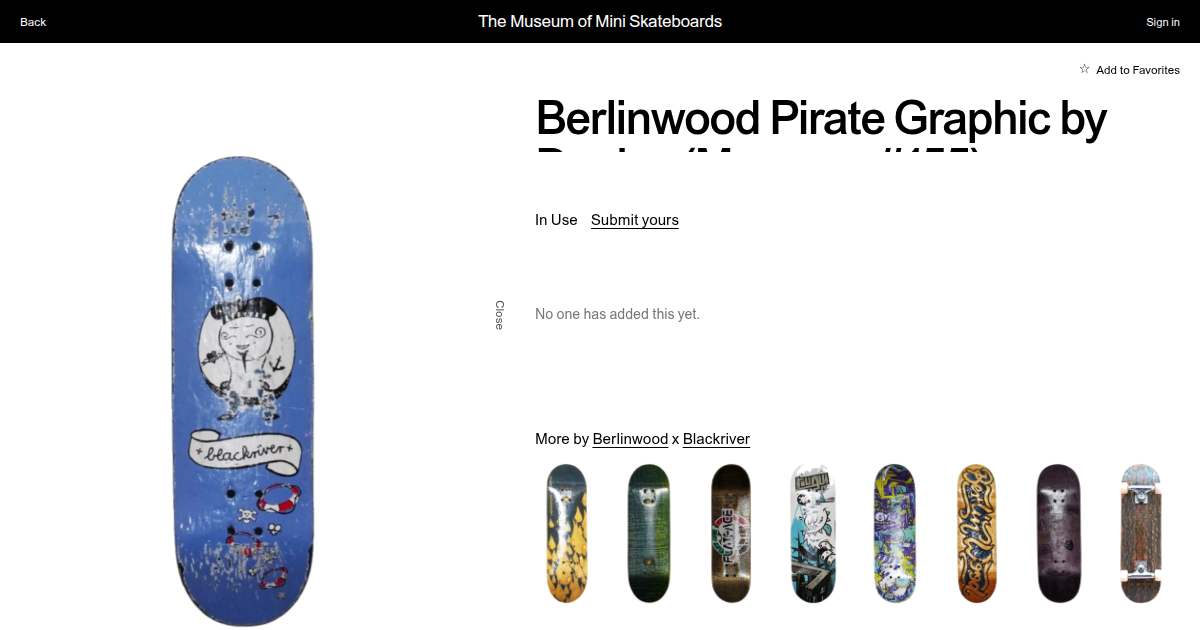 Back
The Museum of Mini Skateboards
Sign in
☆ Add to Favorites
Berlinwood Pirate Graphic by
In Use
Submit yours
Close
No one has added this yet.
More by Berlinwood x Blackriver
blackriver
FLATFACE